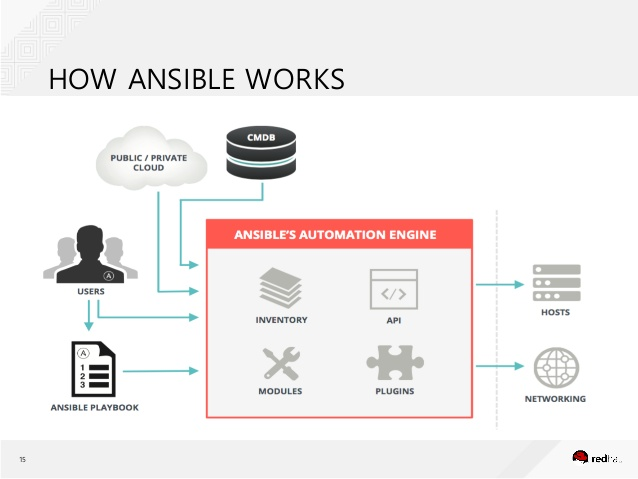 HOW ANSIBLE WORKS
PUBLIC / PRIVATE
CLOUD
CMDB
ANSIBLE'S AUTOMATION ENGINE
USERS
A
INVENTORY
API
</>
HOSTS
A
1
2
3
MODULES
PLUGINS
NETWORKING
ANSIBLE PLAYBOOK
15